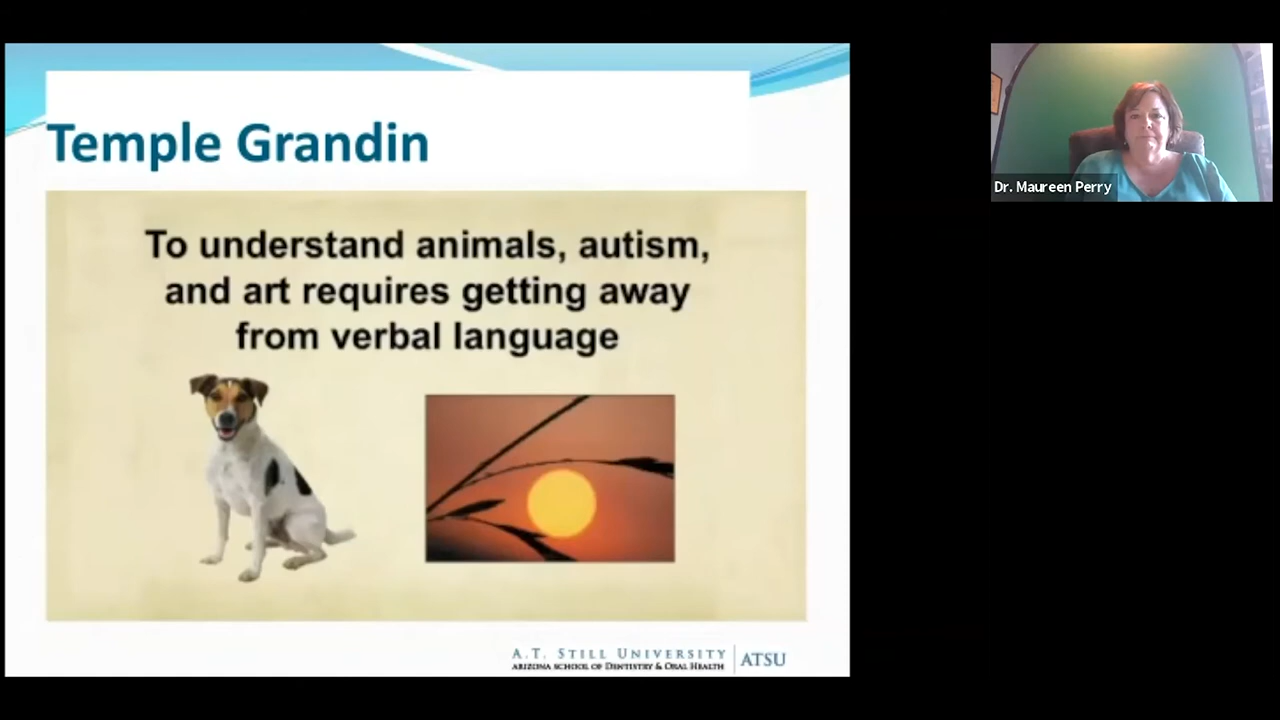 Temple Grandin
To understand animals, autism,
and art requires getting away
from verbal language
A.T. STILL UNIVERSITY
ARIZONA SCHOOL OF DENTISTRY & ORAL HEALTH
ATSU
Dr. Maureen Perry